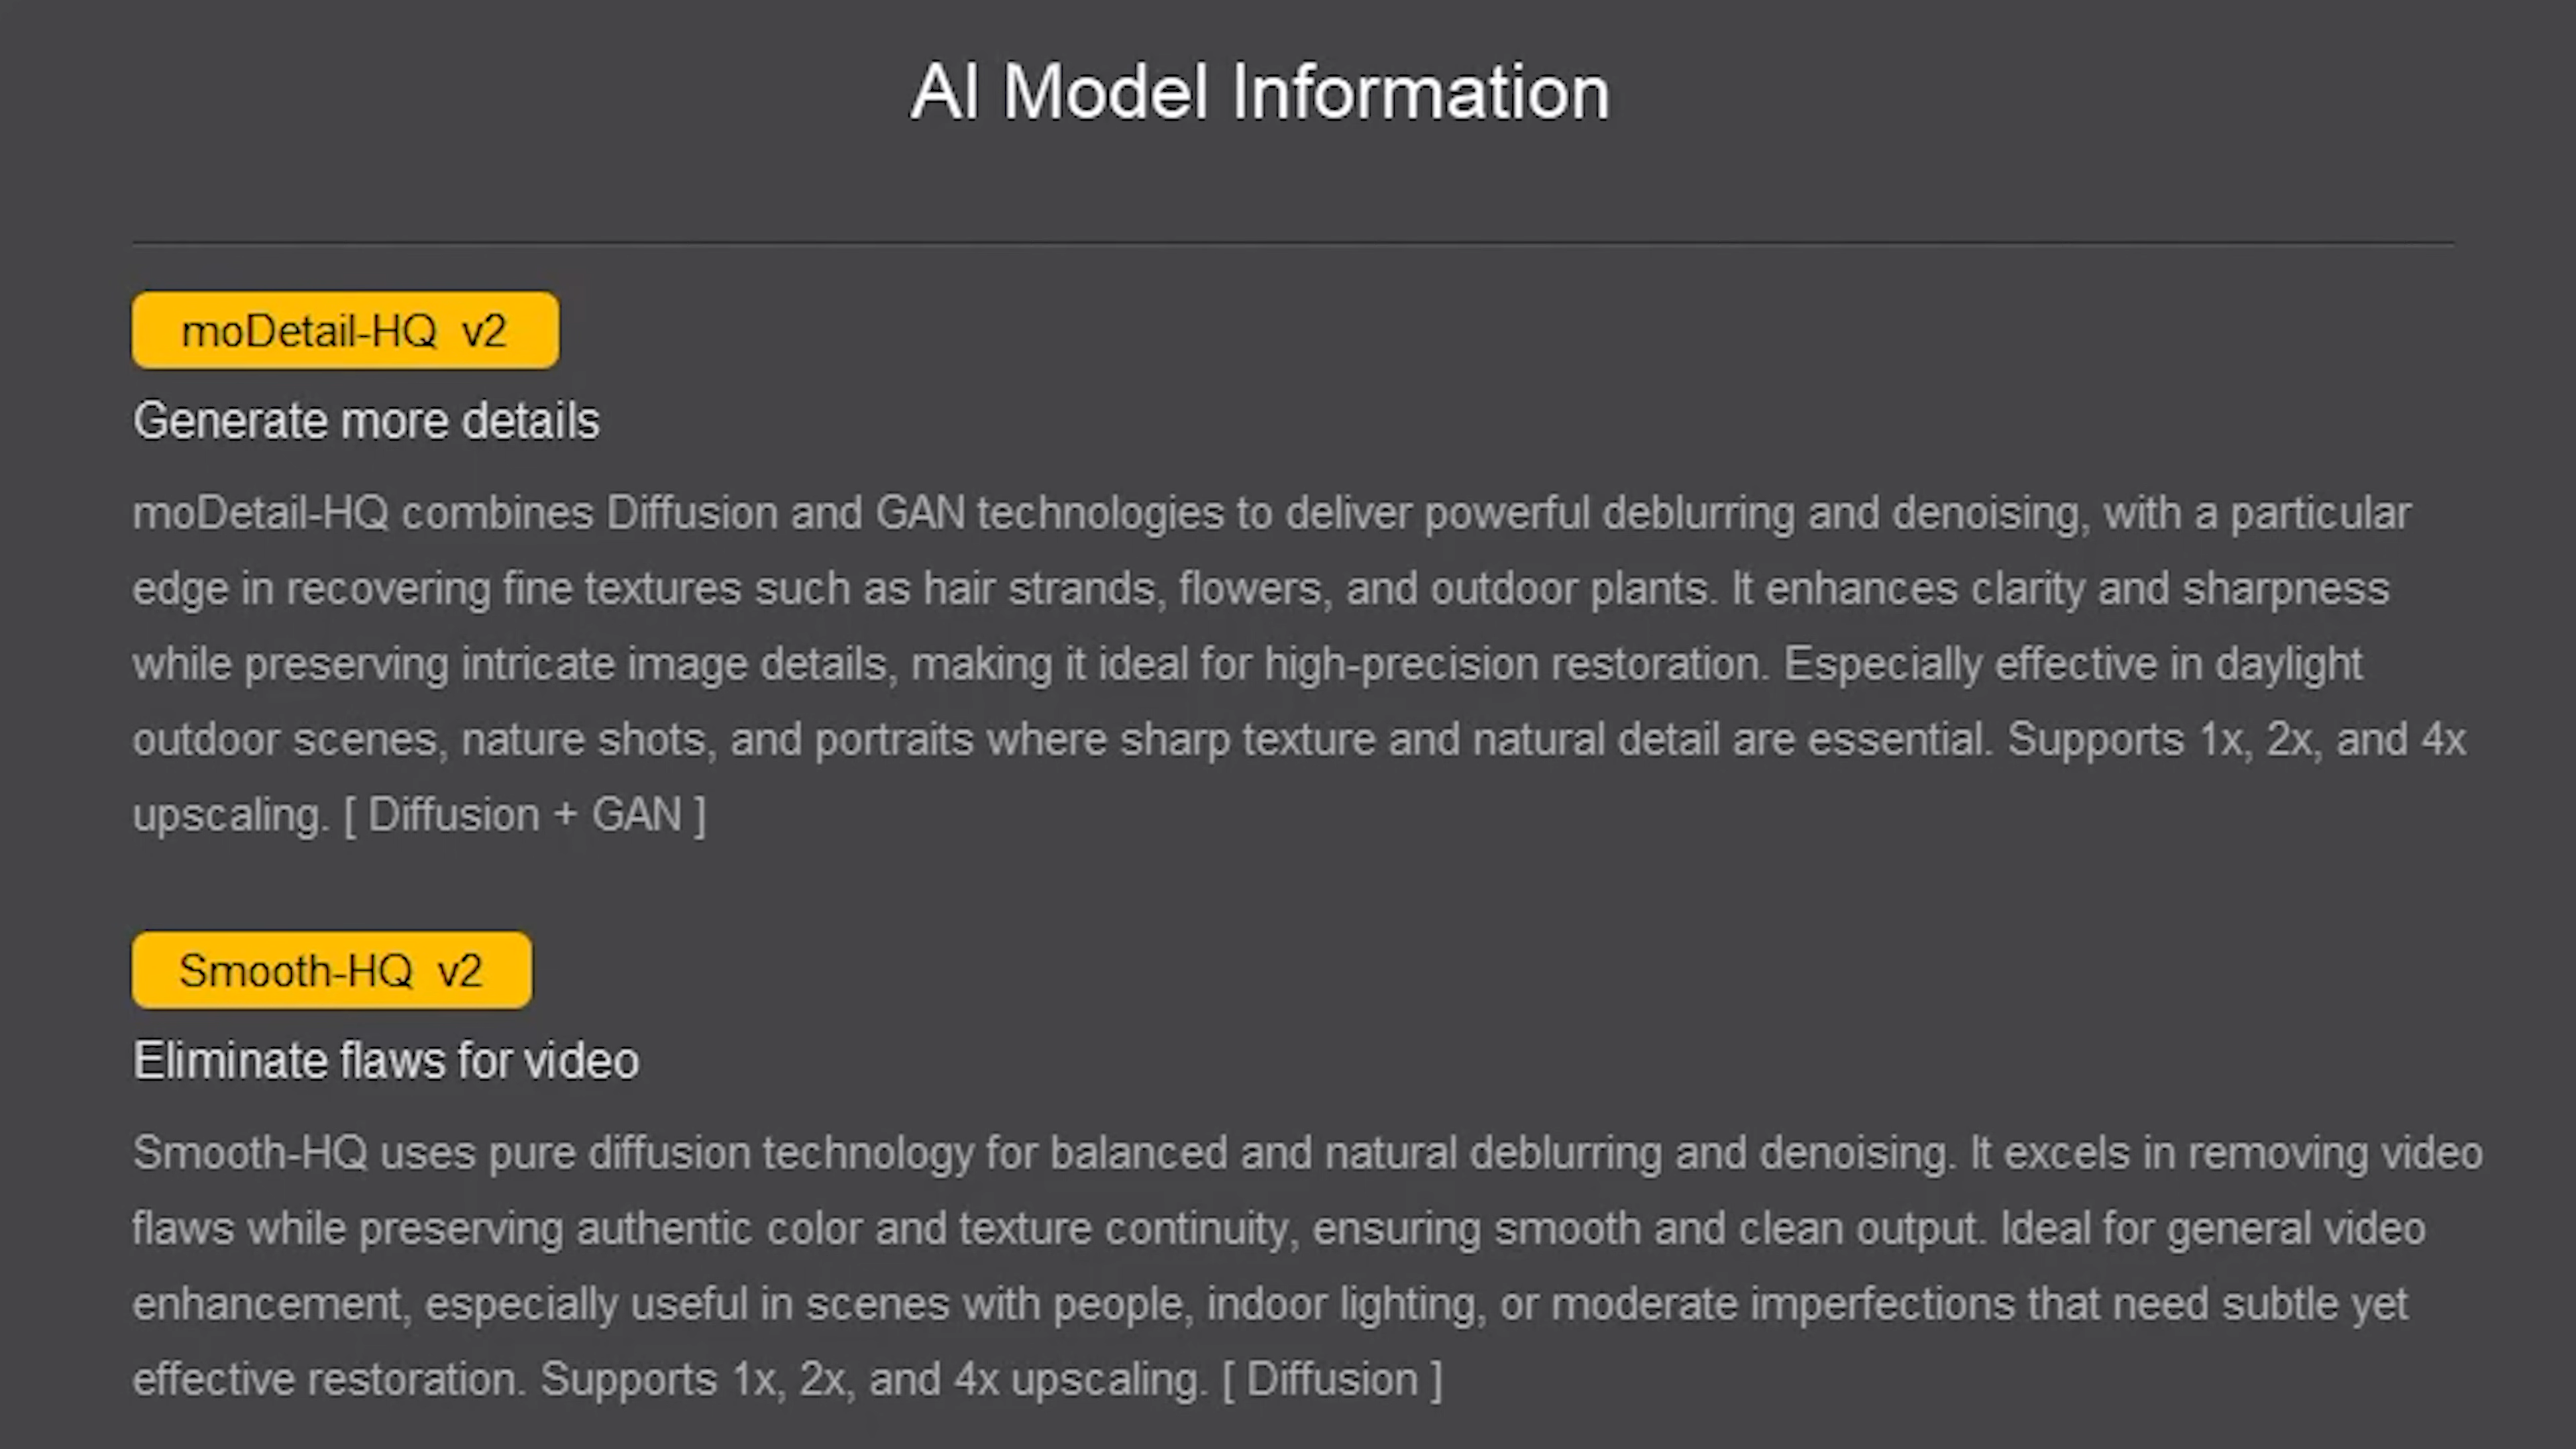 AI Model Information
moDetail-HQ v2
Generate more details
moDetail-HQ combines Diffusion and GAN technologies to deliver powerful deblurring and denoising, with a particular
edge in recovering fine textures such as hair strands, flowers, and outdoor plants. It enhances clarity and sharpness
while preserving intricate image details, making it ideal for high-precision restoration. Especially effective in daylight
outdoor scenes, nature shots, and portraits where sharp texture and natural detail are essential. Supports 1x, 2x, and 4x
upscaling. [ Diffusion + GAN ]
Smooth-HQ v2
Eliminate flaws for video
Smooth-HQ uses pure diffusion technology for balanced and natural deblurring and denoising. It excels in removing video
flaws while preserving authentic color and texture continuity, ensuring smooth and clean output. Ideal for general video
enhancement, especially useful in scenes with people, indoor lighting, or moderate imperfections that need subtle yet
effective restoration. Supports 1x, 2x, and 4x upscaling. [ Diffusion ]